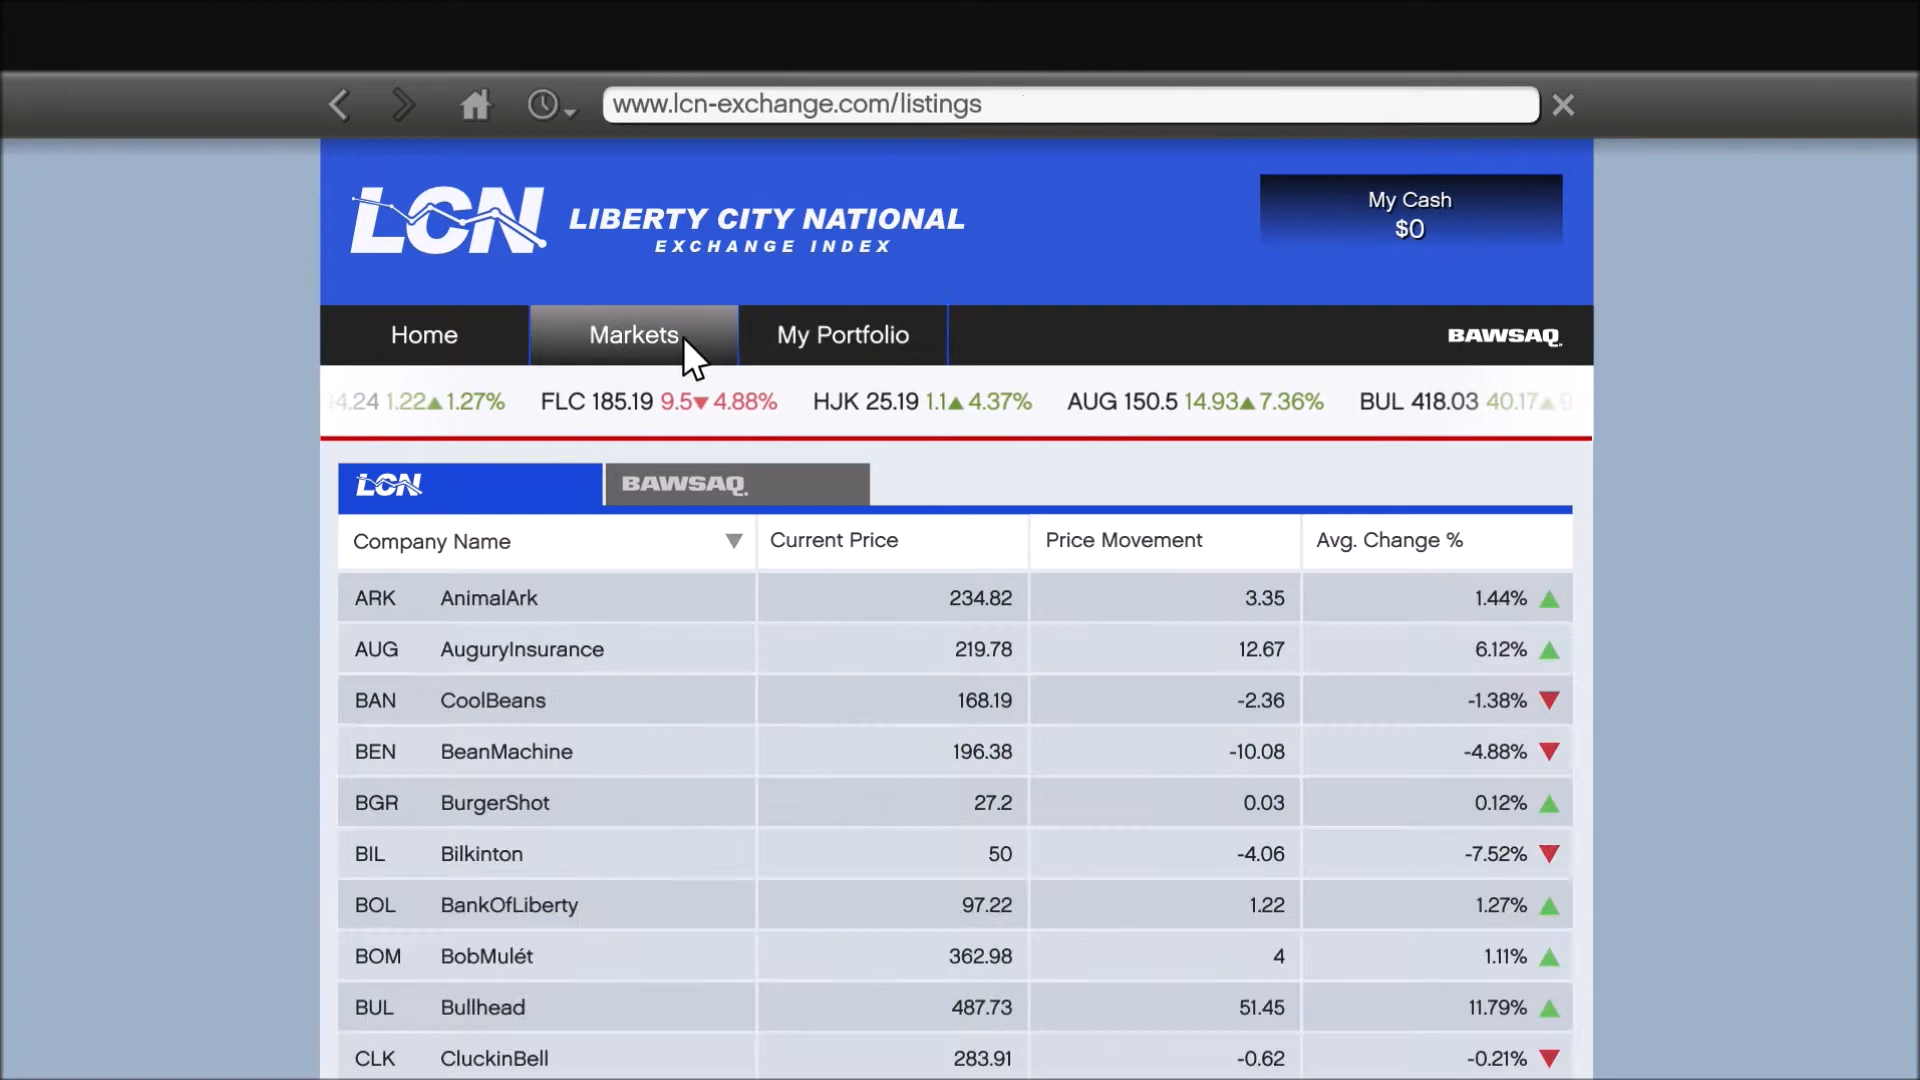 www.lcn-exchange.com/listings
LCN LIBERTY CITY NATIONAL
EXCHANGE INDEX
My Cash
$0
Home Markets My Portfolio BAWSAQ
4.24 1.22▲1.27% FLC 185.19 9.5▼4.88% HJK 25.19 1.1▲4.37% AUG 150.5 14.93▲7.36% BUL 418.03 40.17▲9
LCN BAWSAQ
Company Name ▼ Current Price Price Movement Avg. Change %
ARK AnimalArk 234.82 3.35 1.44% ▲
AUG AuguryInsurance 219.78 12.67 6.12% ▲
BAN CoolBeans 168.19 -2.36 -1.38% ▼
BEN BeanMachine 196.38 -10.08 -4.88% ▼
BGR BurgerShot 27.2 0.03 0.12% ▲
BIL Bilkinton 50 -4.06 -7.52% ▼
BOL BankOfLiberty 97.22 1.22 1.27% ▲
BOM BobMulét 362.98 4 1.11% ▲
BUL Bullhead 487.73 51.45 11.79% ▲
CLK CluckinBell 283.91 -0.62 -0.21% ▼